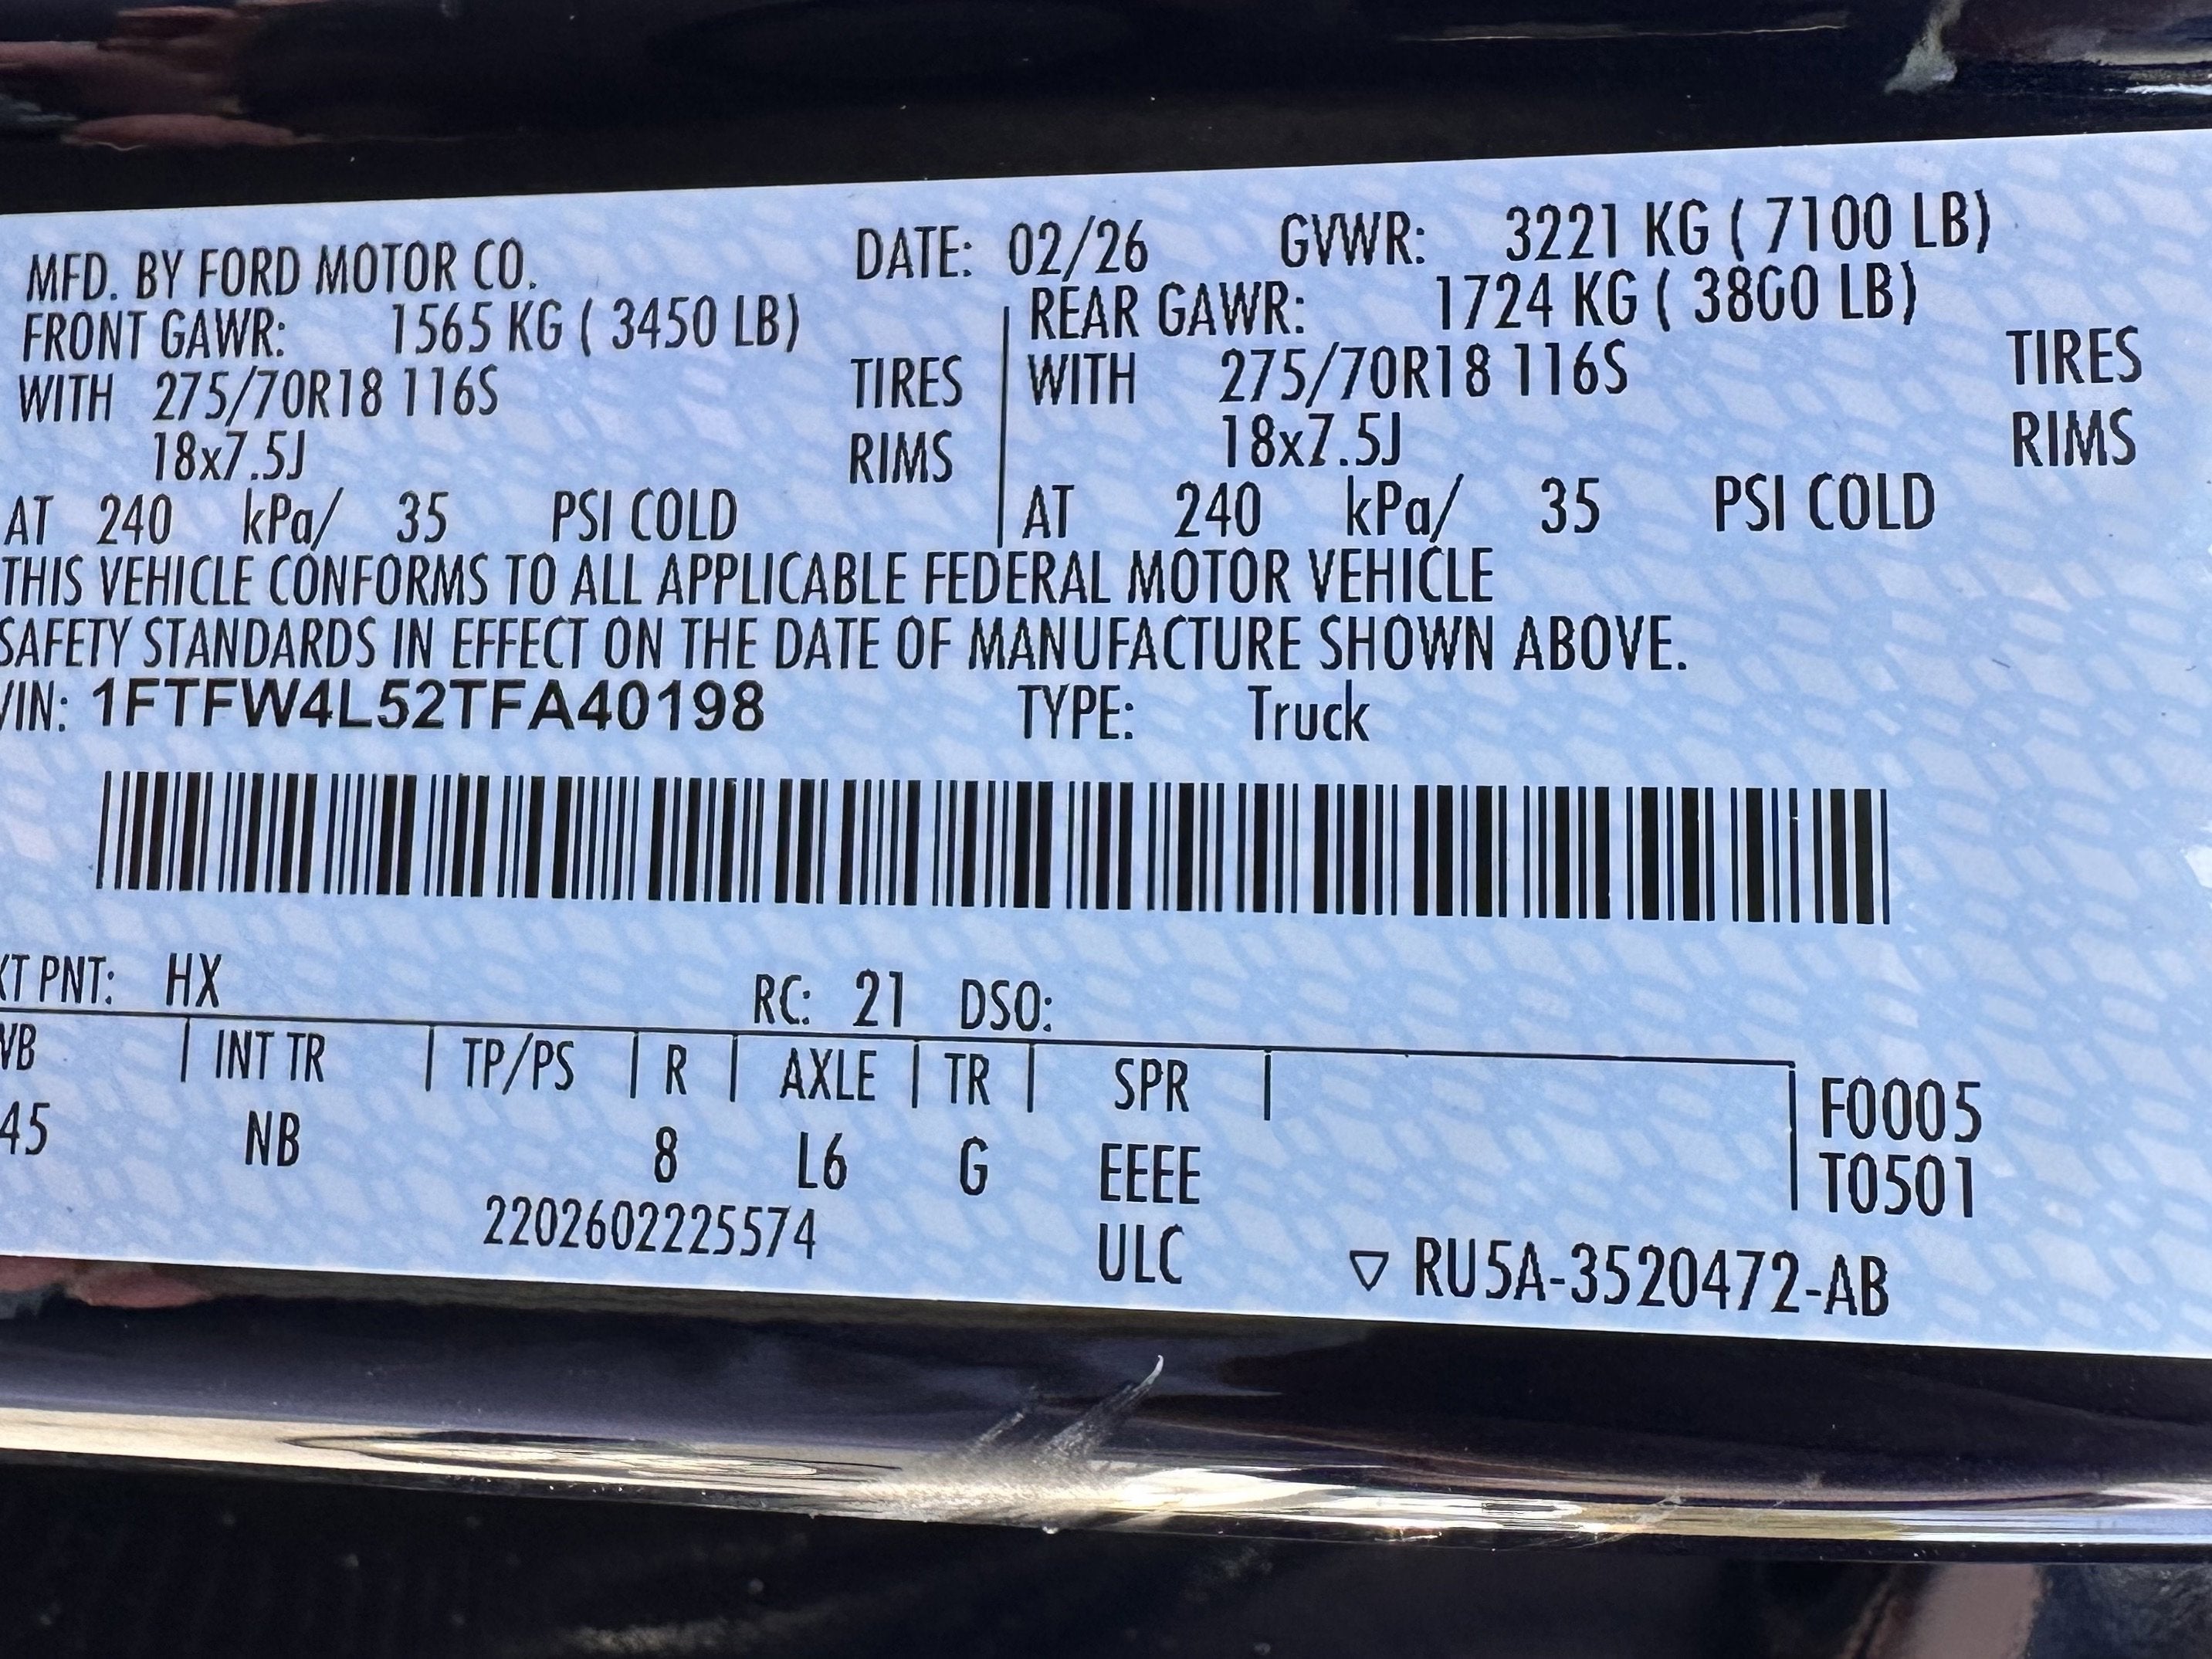 MFD. BY FORD MOTOR CO. DATE: 02/26 GVWR: 3221 KG ( 7100 LB)
FRONT GAWR: 1565 KG ( 3450 LB) REAR GAWR: 1724 KG ( 3800 LB)
WITH 275/70R18 116S TIRES WITH 275/70R18 116S TIRES
18x7.5J RIMS 18x7.5J RIMS
AT 240 kPa/ 35 PSI COLD AT 240 kPa/ 35 PSI COLD
THIS VEHICLE CONFORMS TO ALL APPLICABLE FEDERAL MOTOR VEHICLE
SAFETY STANDARDS IN EFFECT ON THE DATE OF MANUFACTURE SHOWN ABOVE.
VIN: 1FTFW4L52TFA40198 TYPE: Truck
XT PNT: HX RC: 21 DSO:
WB INT TR TP/PS R AXLE TR SPR F0005
45 NB 8 L6 G EEEE T0501
2202602225574 ULC ▽ RU5A-3520472-AB